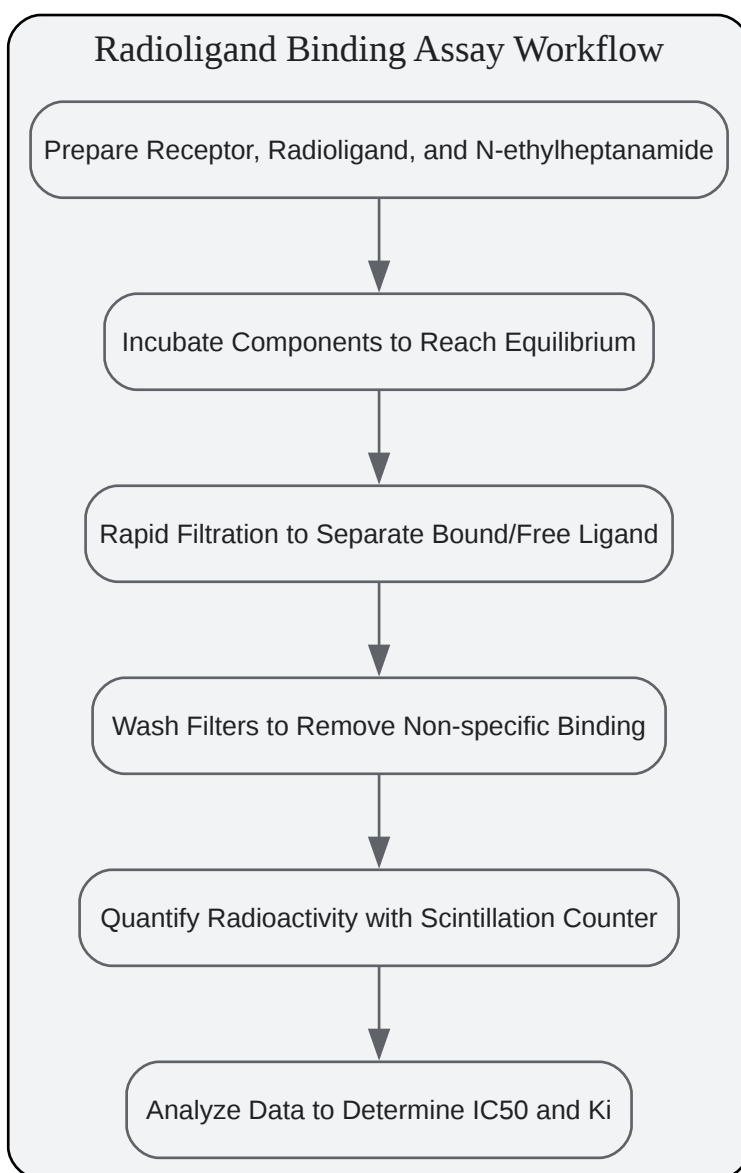 Radioligand Binding Assay Workflow
Prepare Receptor, Radioligand, and N-ethylheptanamide
Incubate Components to Reach Equilibrium
Rapid Filtration to Separate Bound/Free Ligand
Wash Filters to Remove Non-specific Binding
Quantify Radioactivity with Scintillation Counter
Analyze Data to Determine IC50 and Ki